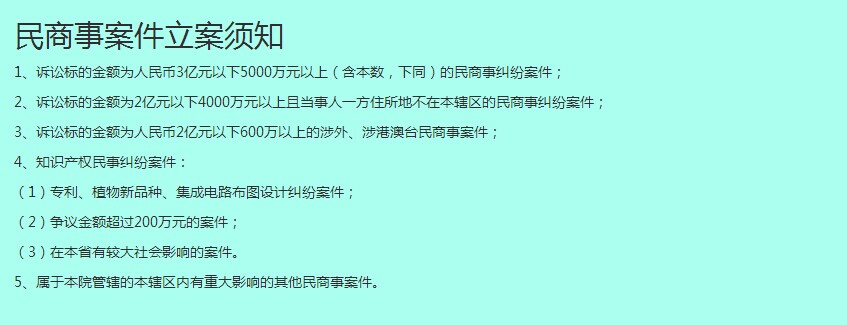 民商事案件立案须知
1、诉讼标的金额为人民币3亿元以下5000万元以上（含本数，下同）的民商事纠纷案件；
2、诉讼标的金额为2亿元以下4000万元以上且当事人一方住所地不在本辖区的民商事纠纷案件；
3、诉讼标的金额为人民币2亿元以下600万以上的涉外、涉港澳台民商事案件；
4、知识产权民事纠纷案件：
（1）专利、植物新品种、集成电路布图设计纠纷案件；
（2）争议金额超过200万元的案件；
（3）在本省有较大社会影响的案件。
5、属于本院管辖的本辖区内有重大影响的其他民商事案件。